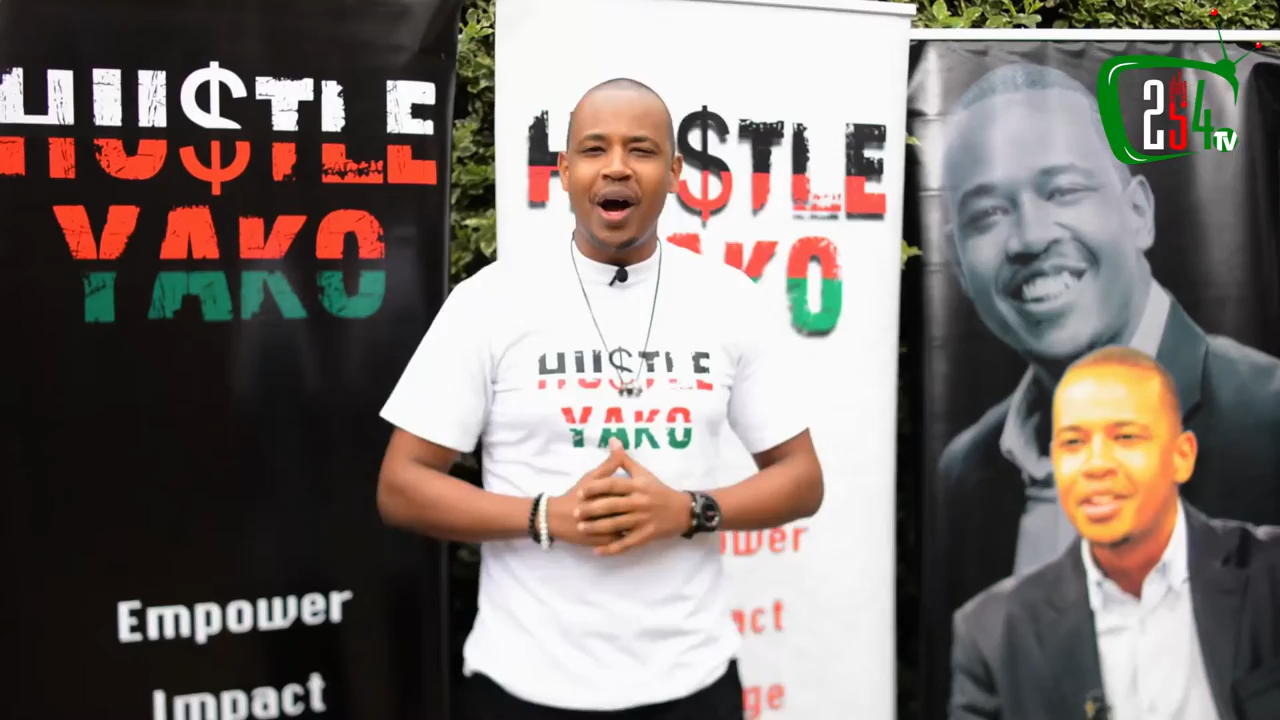 HU$TLE
YAKO
Empower
Impact
HU$TLE
YAKO
HU$TLE
YAKO
254
TV